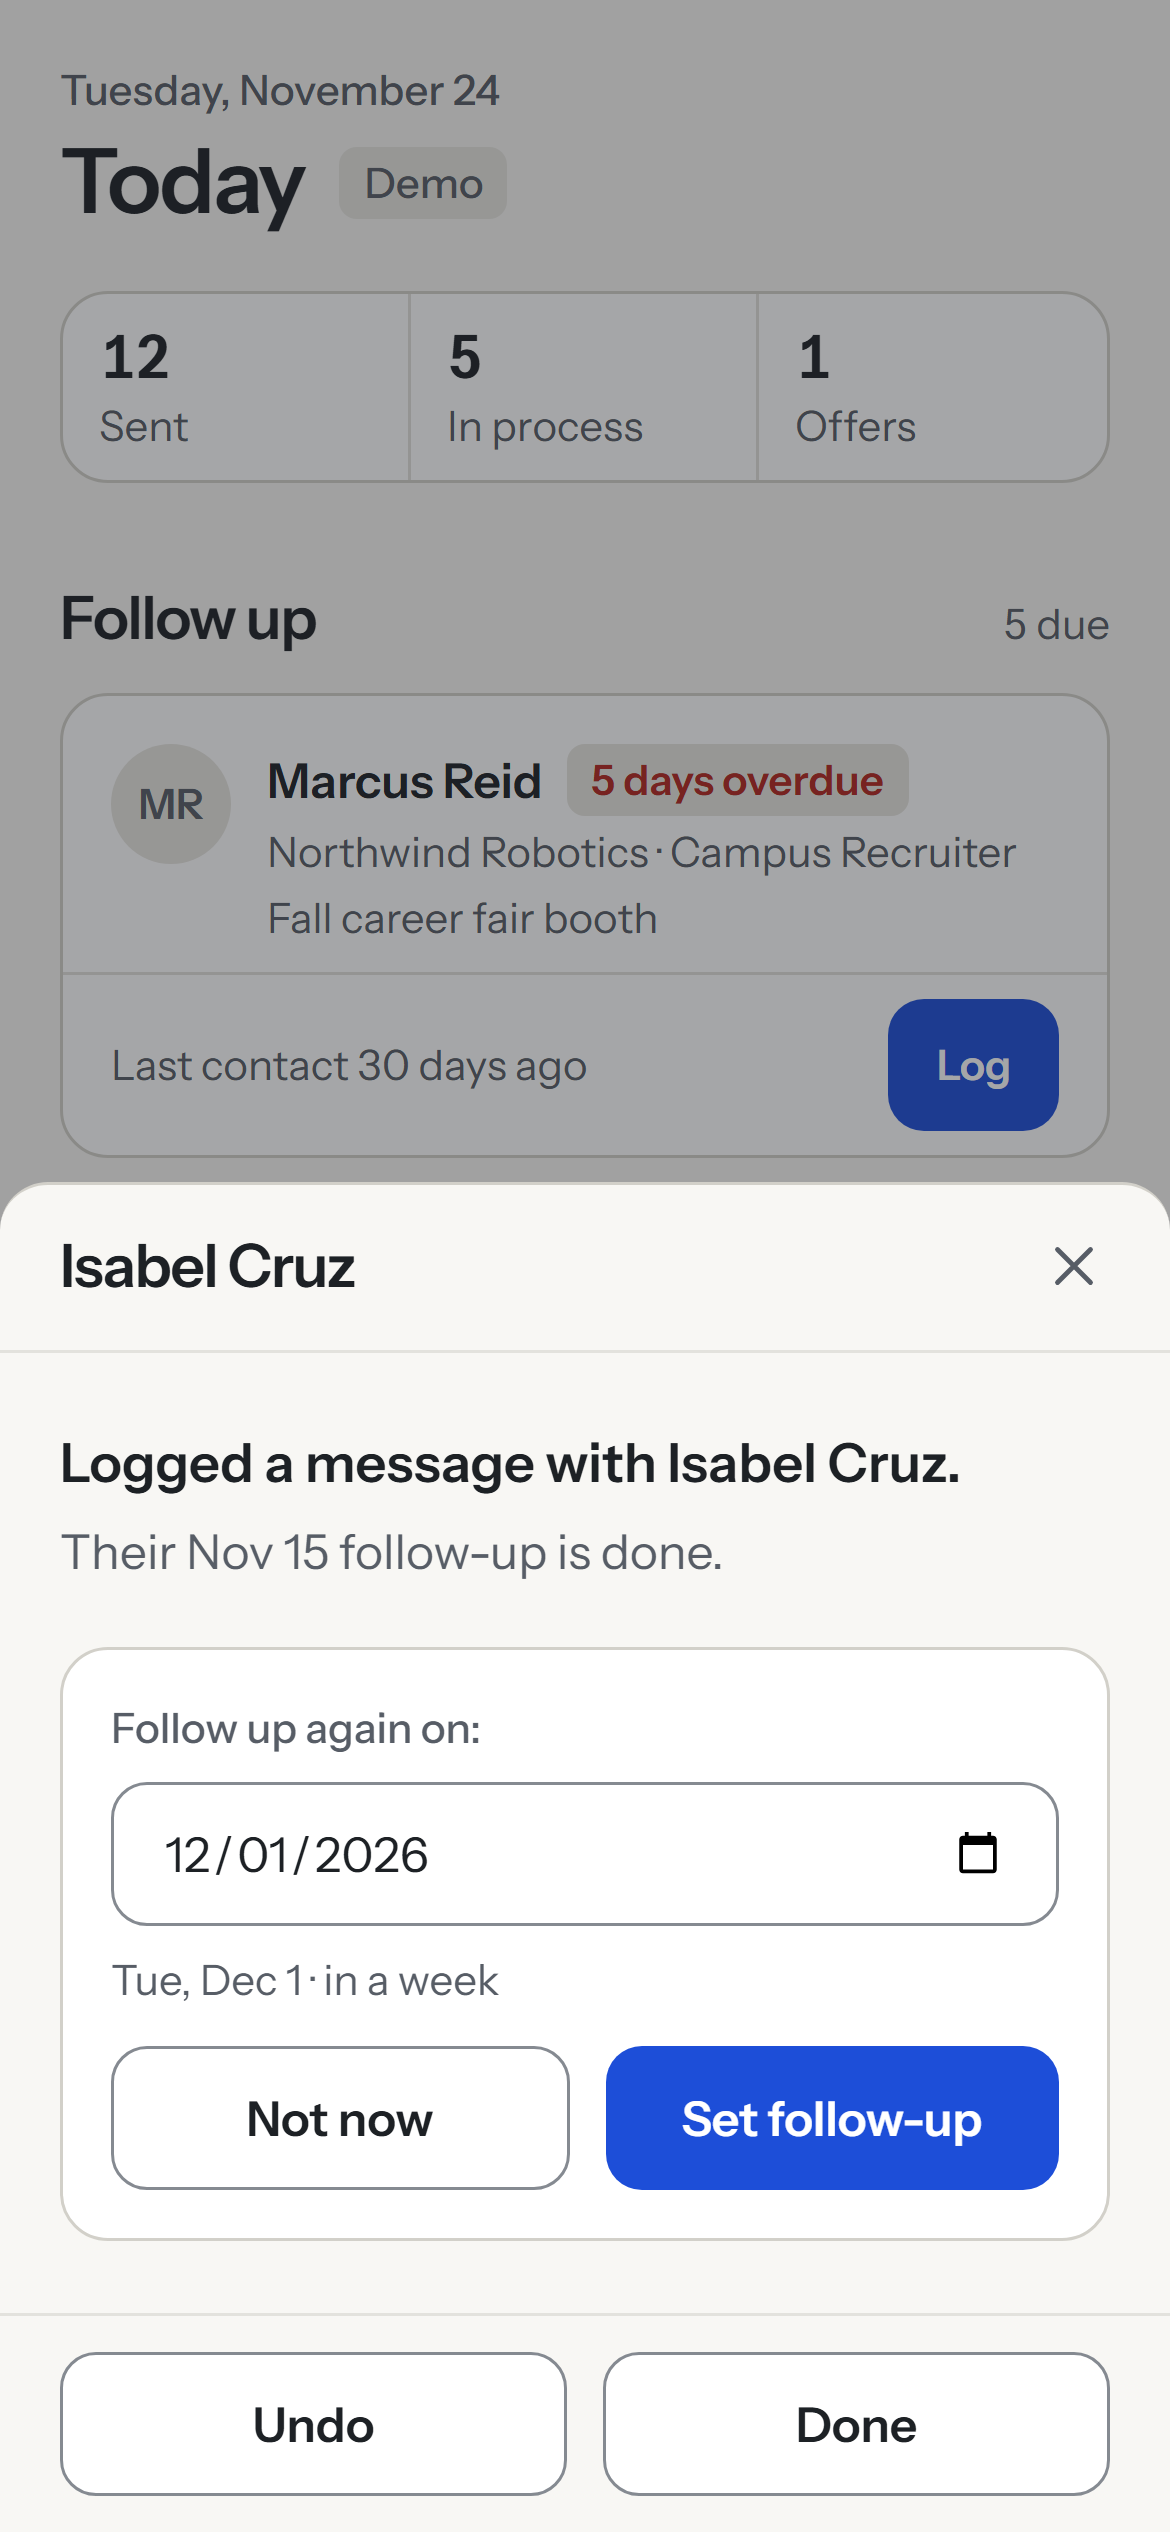 Tuesday, November 24
Today
Demo
12
Sent
5
In process
1
Offers
Follow up
5 due
MR
Marcus Reid
5 days overdue
Northwind Robotics · Campus Recruiter
Fall career fair booth
Last contact 30 days ago
Log
Isabel Cruz
Logged a message with Isabel Cruz.
Their Nov 15 follow-up is done.
Follow up again on:
12/01/2026
Tue, Dec 1 · in a week
Not now
Set follow-up
Undo
Done